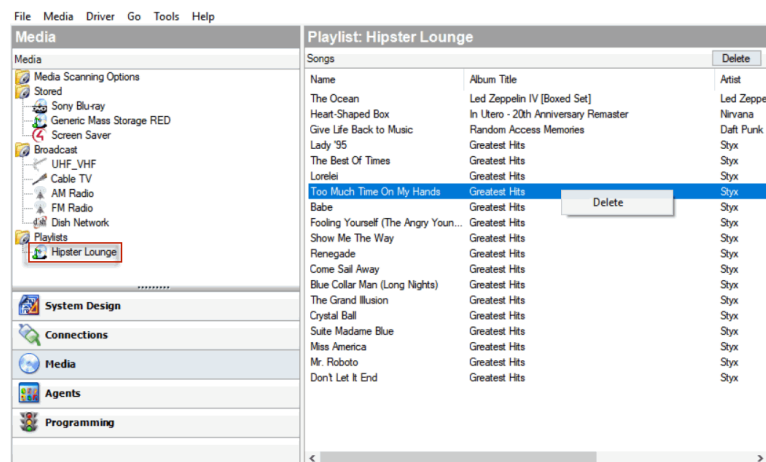 File Media Driver Go Tools Help
Media
Media
Media Scanning Options
Stored
Sony Blu-ray
Generic Mass Storage RED
Screen Saver
Broadcast
UHF_VHF
Cable TV
AM Radio
FM Radio
Dish Network
Playlists
Hipster Lounge
System Design
Connections
Media
Agents
Programming
Playlist: Hipster Lounge
Songs Delete
Name Album Title Artist
The Ocean Led Zeppelin IV [Boxed Set] Led Zeppe
Heart-Shaped Box In Utero - 20th Anniversary Remaster Nirvana
Give Life Back to Music Random Access Memories Daft Punk
Lady '95 Greatest Hits Styx
The Best Of Times Greatest Hits Styx
Lorelei Greatest Hits Styx
Too Much Time On My Hands Greatest Hits Styx
Delete
Babe Greatest Hits Styx
Fooling Yourself (The Angry Youn... Greatest Hits Styx
Show Me The Way Greatest Hits Styx
Renegade Greatest Hits Styx
Come Sail Away Greatest Hits Styx
Blue Collar Man (Long Nights) Greatest Hits Styx
The Grand Illusion Greatest Hits Styx
Crystal Ball Greatest Hits Styx
Suite Madame Blue Greatest Hits Styx
Miss America Greatest Hits Styx
Mr. Roboto Greatest Hits Styx
Don't Let It End Greatest Hits Styx